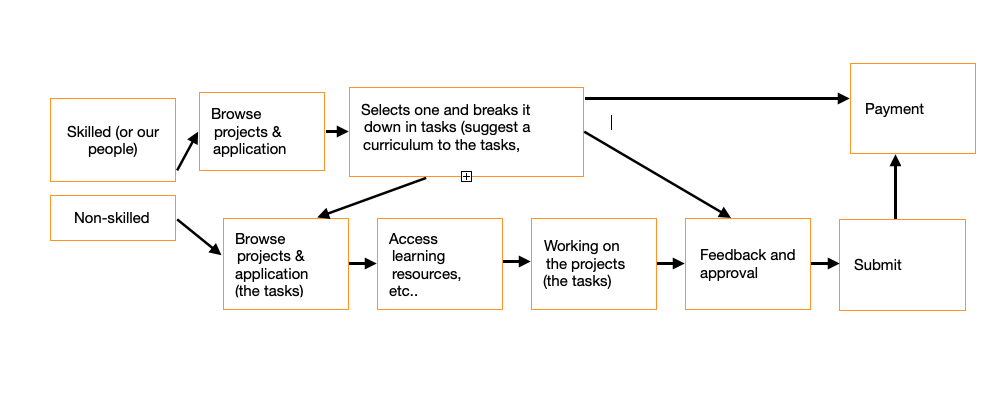 Skilled (or our
people)
Browse
projects &
application
Selects one and breaks it
down in tasks (suggest a
curriculum to the tasks,
Payment
Non-skilled
Browse
projects &
application
(the tasks)
Access
learning
resources,
etc..
Working on
the projects
(the tasks)
Feedback and
approval
Submit